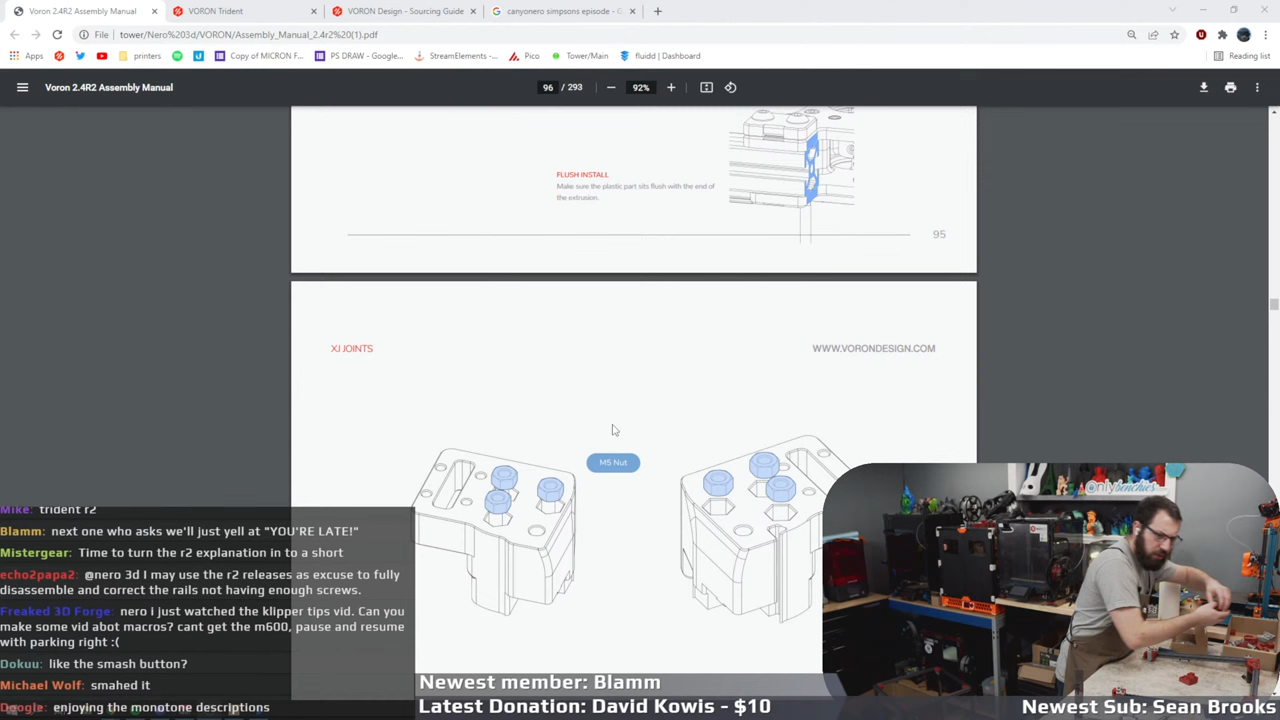 Voron 2.4R2 Assembly Manual
VORON Trident
VORON Design - Sourcing Guide
canyonero simpsons episode - G
File
tower/Nero%203d/VORON/Assembly_Manual_2.4r2%20(1).pdf
Apps
printers
Copy of MICRON F...
PS DRAW - Google...
StreamElements -...
Pico
Tower/Main
fluidd | Dashboard
Reading list
Voron 2.4R2 Assembly Manual
96 / 293
92%
FLUSH INSTALL
Make sure the plastic part sits flush with the end of
the xxtrusion.
95
XJ JOINTS
WWW.VORONDESIGN.COM
M5 Nut
@onlybenchies
Mike: trident r2
Blamm: next one who asks we'll just yell at "YOU'RE LATE!"
Mistergear: Time to turn the r2 explanation in to a short
echo2papa2: @nero 3d I may use the r2 releases as excuse to fully
disassemble and correct the rails not having enough screws.
Freaked 3D Forge: nero i just watched the klipper tips vid. Can you
make some vid abot macros? cant get the m600, pause and resume
with parking right :(
Dokuu: like the smash button?
Michael Wolf: smahed it
Doogle: enjoying the monotone descriptions
Newest member: Blamm
Latest Donation: David Kowis - $10
Newest Sub: Sean Brooks